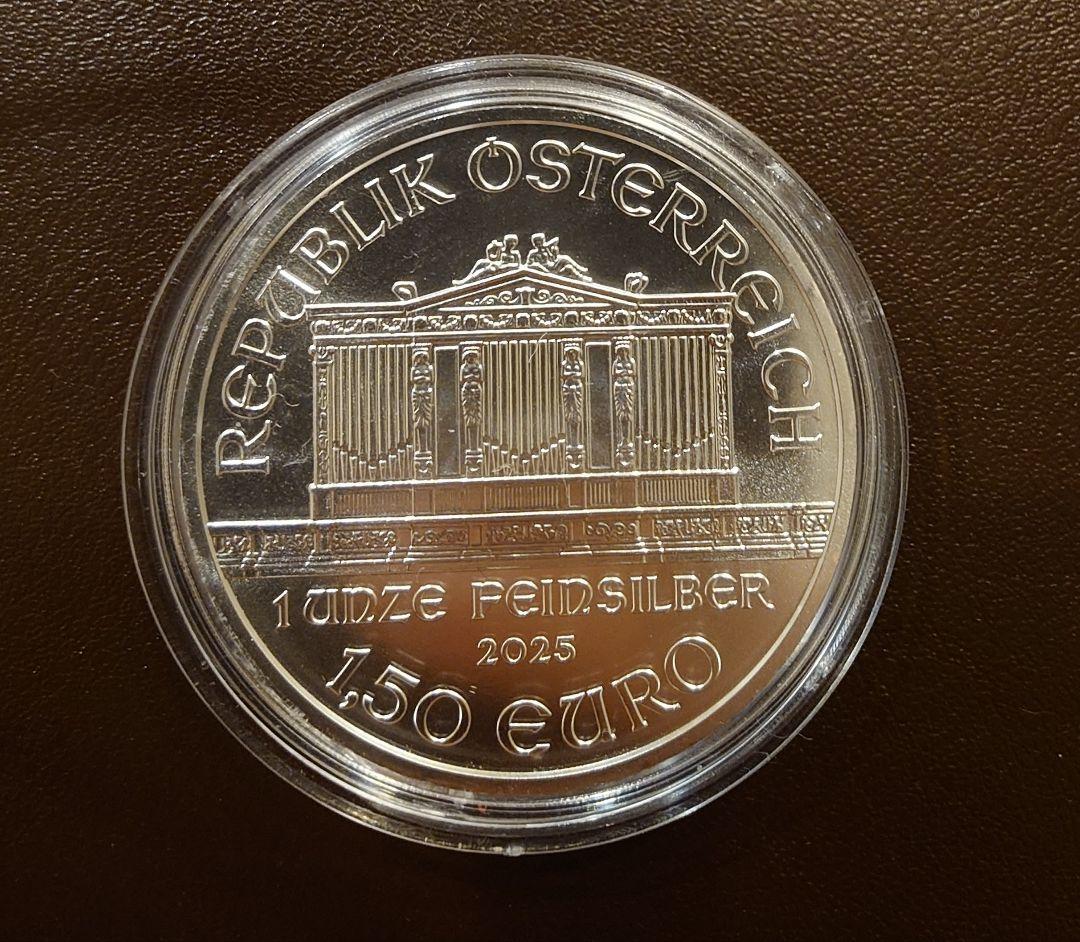 REPUBLIK ÖSTERREICH
1 UNZE FEINSILBER
2025
1,50 EURO